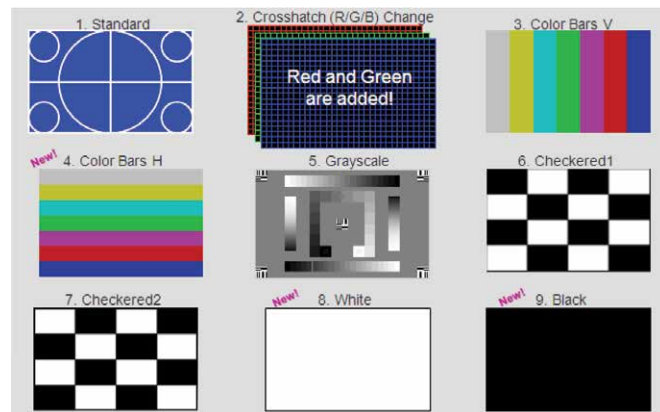 1. Standard
2. Crosshatch (R/G/B) Change
3. Color Bars V
Red and Green
are added!
New!
4. Color Bars H
5. Grayscale
6. Checkered1
7. Checkered2
New!
8. White
New!
9. Black